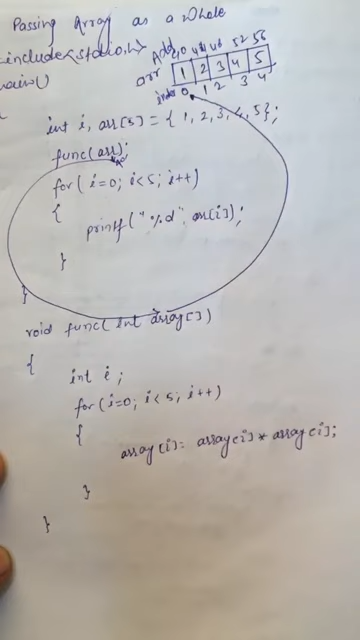 Passing Array as a Whole
include<stdio.h>
main()
Add 40 44 48 52 56
arr 1 2 3 4 5
index 0 1 2 3 4
int i, arr[5] = { 1, 2, 3, 4, 5 };
func(arr);
for( i=0; i<5; i++)
{
printf(" %d" arr[i]);
}
}
void func( int array[])
{
int i ;
for(i=0; i<5; i++)
{
array[i]= array[i] * array[i];
}
}